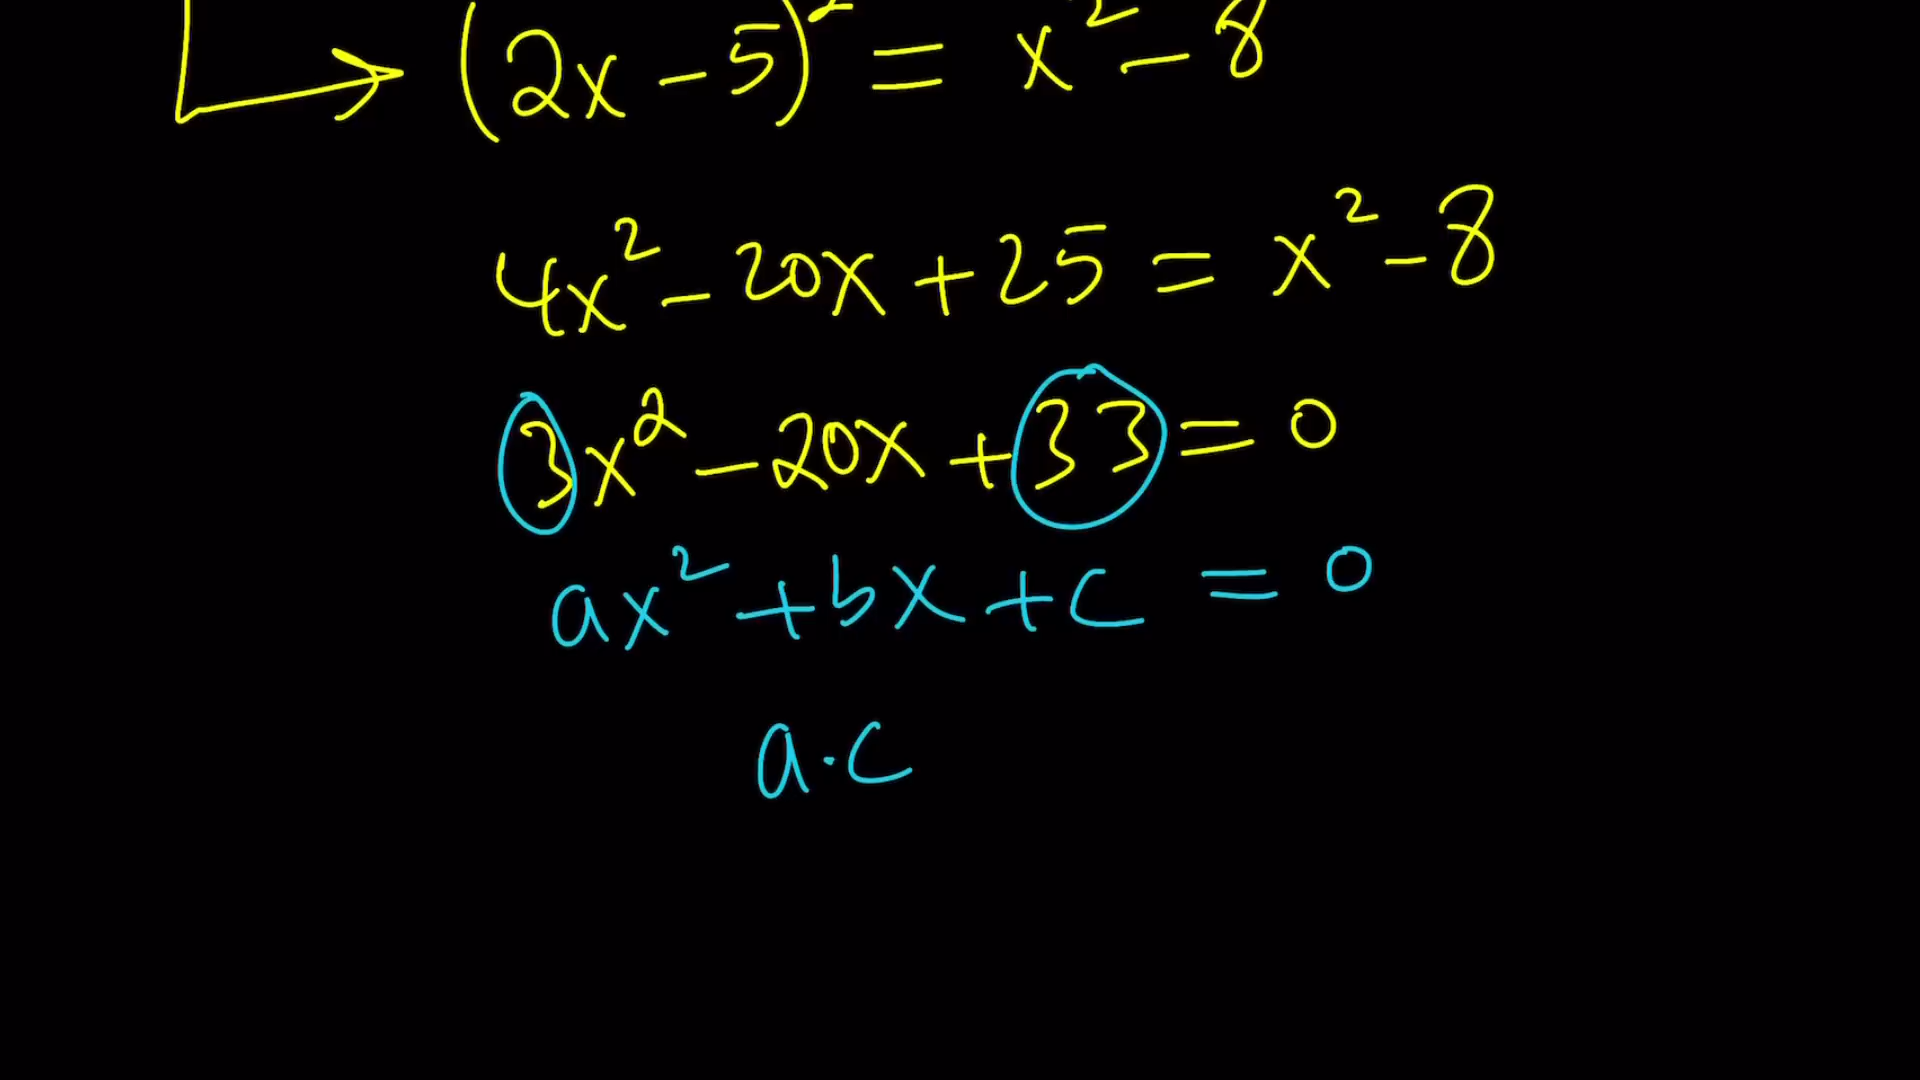 (2x - 5)² = x² - 8
4x² - 20x + 25 = x² - 8
3x² - 20x + 33 = 0
ax² + bx + c = 0
a · c